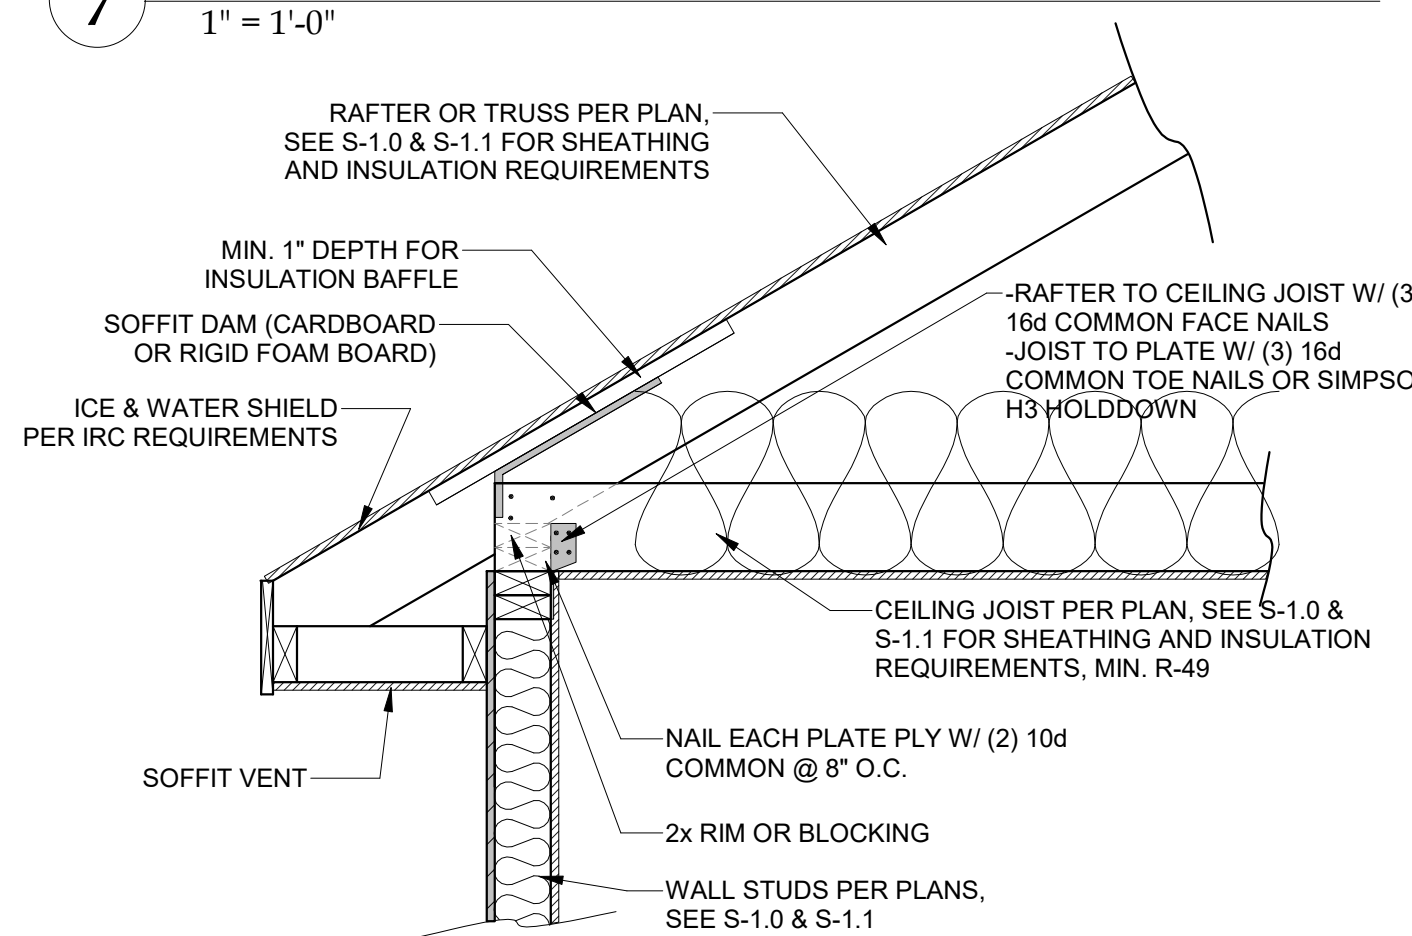 7
1" = 1'-0"
RAFTER OR TRUSS PER PLAN,
SEE S-1.0 & S-1.1 FOR SHEATHING
AND INSULATION REQUIREMENTS
MIN. 1" DEPTH FOR
INSULATION BAFFLE
SOFFIT DAM (CARDBOARD
OR RIGID FOAM BOARD)
ICE & WATER SHIELD
PER IRC REQUIREMENTS
-RAFTER TO CEILING JOIST W/ (3
16d COMMON FACE NAILS
-JOIST TO PLATE W/ (3) 16d
COMMON TOE NAILS OR SIMPSO
H3 HOLDDOWN
CEILING JOIST PER PLAN, SEE S-1.0 &
S-1.1 FOR SHEATHING AND INSULATION
REQUIREMENTS, MIN. R-49
NAIL EACH PLATE PLY W/ (2) 10d
COMMON @ 8" O.C.
SOFFIT VENT
2x RIM OR BLOCKING
WALL STUDS PER PLANS,
SEE S-1.0 & S-1.1